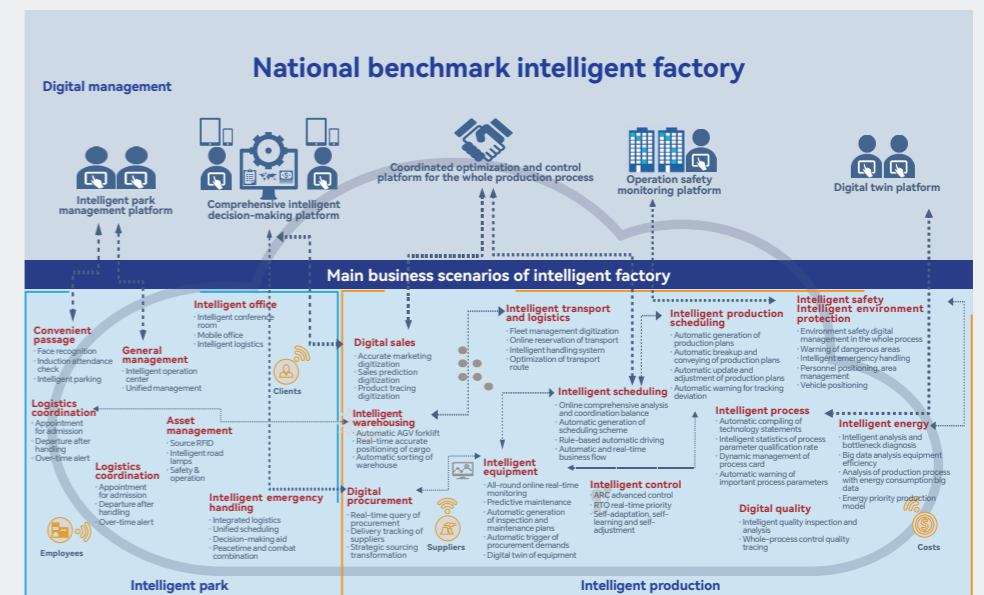 National benchmark intelligent factory
Digital management
Intelligent park
management platform
Comprehensive intelligent
decision-making platform
Coordinated optimization and control
platform for the whole production process
Operation safety
monitoring platform
Digital twin platform
Main business scenarios of intelligent factory
Convenient
passage
· Face recognition
· Induction attendance
check
· Intelligent parking
General
management
· Intelligent operation
center
· Unified management
Intelligent office
· Intelligent conference
room
· Mobile office
· Intelligent logistics
Clients
Logistics
coordination
· Appointment
for admission
· Departure after
handling
· Over-time alert
Asset
management
· Source RFID
· Intelligent road
lamps
· Safety &
operation
Logistics
coordination
· Appointment
for admission
· Departure after
handling
· Over-time alert
Intelligent emergency
handling
· Integrated logistics
· Unified scheduling
· Decision-making aid
· Peacetime and combat
combination
Employees
Intelligent park
Digital sales
· Accurate marketing
digitization
· Sales prediction
digitization
· Product tracing
digitization
Intelligent
warehousing
· Automatic AGV forklift
· Real-time accurate
positioning of cargo
· Automatic sorting of
warehouse
Digital
procurement
· Real-time query of
procurement
· Delivery tracking of
suppliers
· Strategic sourcing
transformation
Suppliers
Intelligent transport
and logistics
· Fleet management digitization
· Online reservation of transport
· Intelligent handling system
· Optimization of transport
route
Intelligent scheduling
· Online comprehensive analysis
and coordination balance
· Automatic generation of
scheduling scheme
· Rule-based automatic driving
· Automatic and real-time
business flow
Intelligent
equipment
· All-round online real-time
monitoring
· Predictive maintenance
· Automatic generation
of inspection and
maintenance plans
· Automatic trigger of
procurement demands
· Digital twin of equipment
Intelligent control
· ARC advanced control
· RTO real-time priority
· Self-adaptation, self-
learning and self-
adjustment
Intelligent production
scheduling
· Automatic generation of
production plans
· Automatic breakup and
conveying of production plans
· Automatic update and
adjustment of production plans
· Automatic warning for tracking
deviation
Intelligent process
· Automatic compiling of
technology statements
· Intelligent statistics of process
parameter qualification rate
· Dynamic management of
process card
· Automatic warning of
important process parameters
Digital quality
· Intelligent quality inspection and
analysis
· Whole-process control quality
tracing
Intelligent safety
Intelligent environment
protection
· Environment safety digital
management in the whole process
· Warning of dangerous areas
· Intelligent emergency handling
· Personnel positioning, area
management
· Vehicle positioning
Intelligent energy
· Intelligent analysis and
bottleneck diagnosis
· Big data analysis equipment
efficiency
· Analysis of production process
with energy consumption big
data
· Energy priority production
model
Costs
Intelligent production